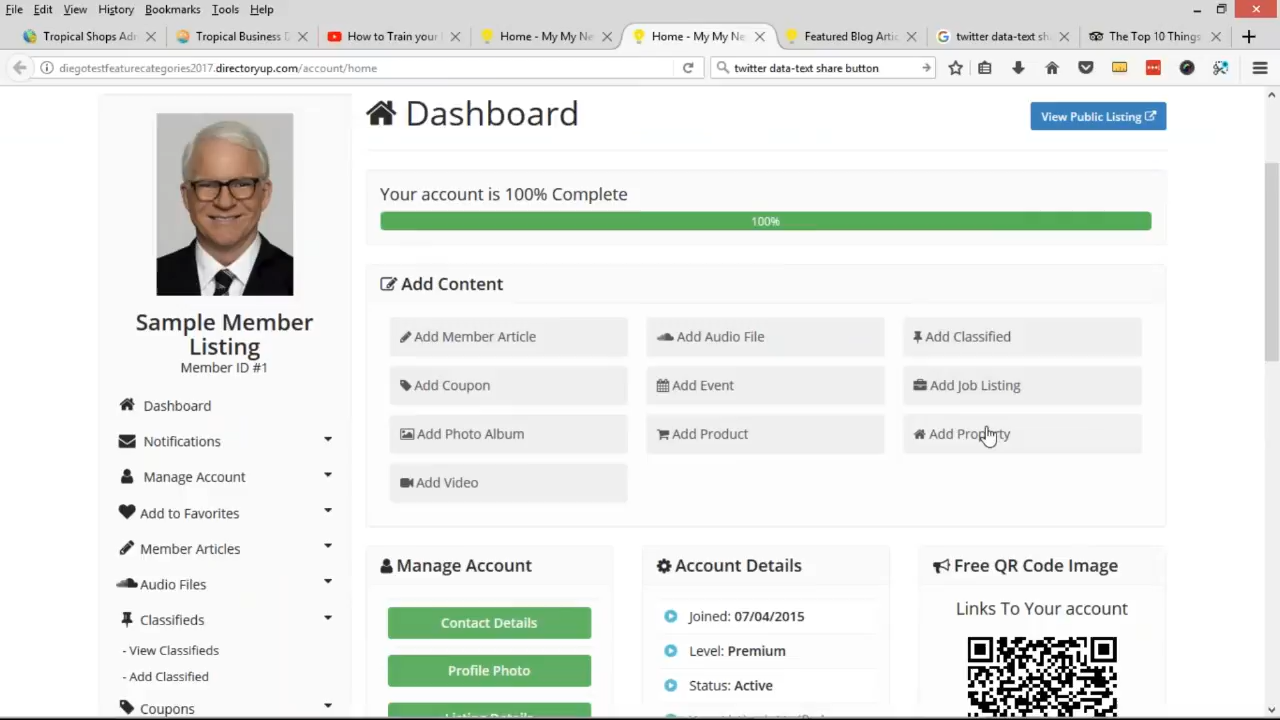 File Edit View History Bookmarks Tools Help
Tropical Shops Adr
Tropical Business D
How to Train your
Home - My My Ne
Home - My My Ne
Featured Blog Artic
twitter data-text sh
The Top 10 Things
diegotestfeaturecategories2017.directoryup.com/account/home
twitter data-text share button
Dashboard
View Public Listing
Your account is 100% Complete
100%
Add Content
Add Member Article
Add Audio File
Add Classified
Add Coupon
Add Event
Add Job Listing
Add Photo Album
Add Product
Add Property
Add Video
Sample Member
Listing
Member ID #1
Dashboard
Notifications
Manage Account
Add to Favorites
Member Articles
Audio Files
Classifieds
- View Classifieds
- Add Classified
Coupons
Manage Account
Contact Details
Profile Photo
Listing Details
Account Details
Joined: 07/04/2015
Level: Premium
Status: Active
Free QR Code Image
Links To Your account